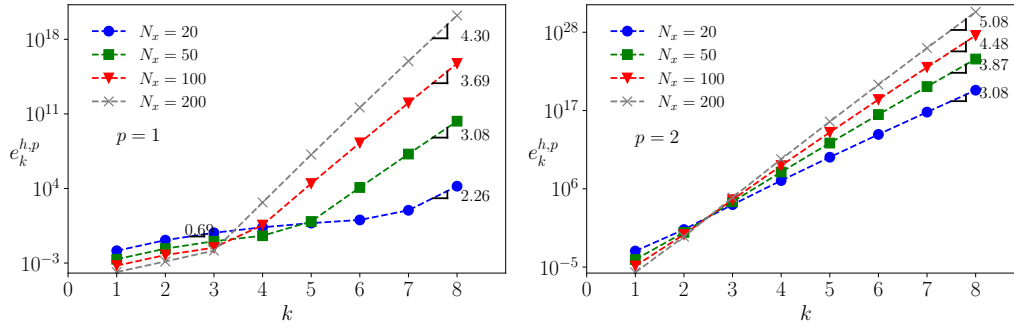 10^{18}
10^{11}
10^{4}
10^{-3}
e_k^{h,p}
N_x = 20
N_x = 50
N_x = 100
N_x = 200
p = 1
4.30
3.69
3.08
2.26
0.69
0 1 2 3 4 5 6 7 8
k
10^{28}
10^{17}
10^{6}
10^{-5}
e_k^{h,p}
N_x = 20
N_x = 50
N_x = 100
N_x = 200
p = 2
5.08
4.48
3.87
3.08
0 1 2 3 4 5 6 7 8
k